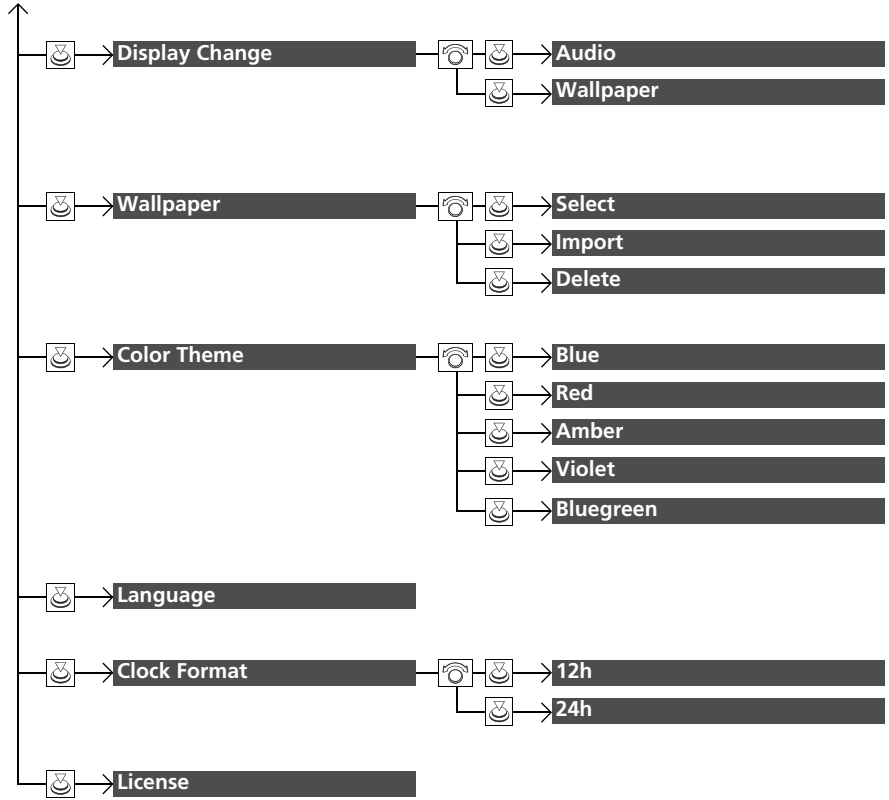 Display Change
Audio
Wallpaper
Wallpaper
Select
Import
Delete
Color Theme
Blue
Red
Amber
Violet
Bluegreen
Language
Clock Format
12h
24h
License